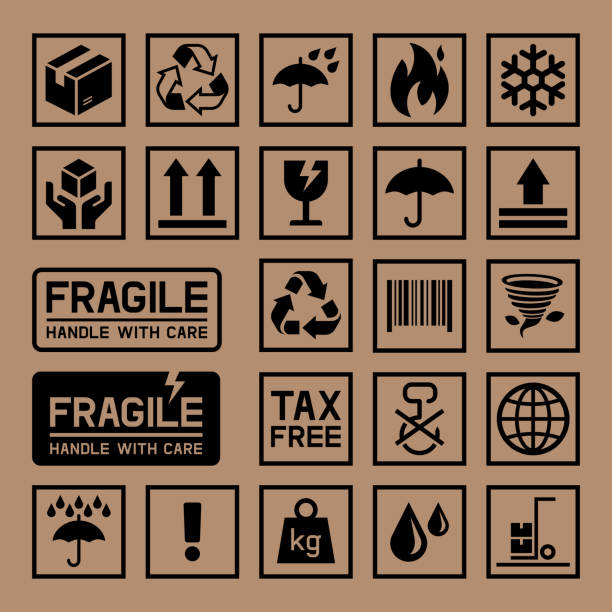 FRAGILE
HANDLE WITH CARE
FRAGILE
HANDLE WITH CARE
TAX
FREE
kg